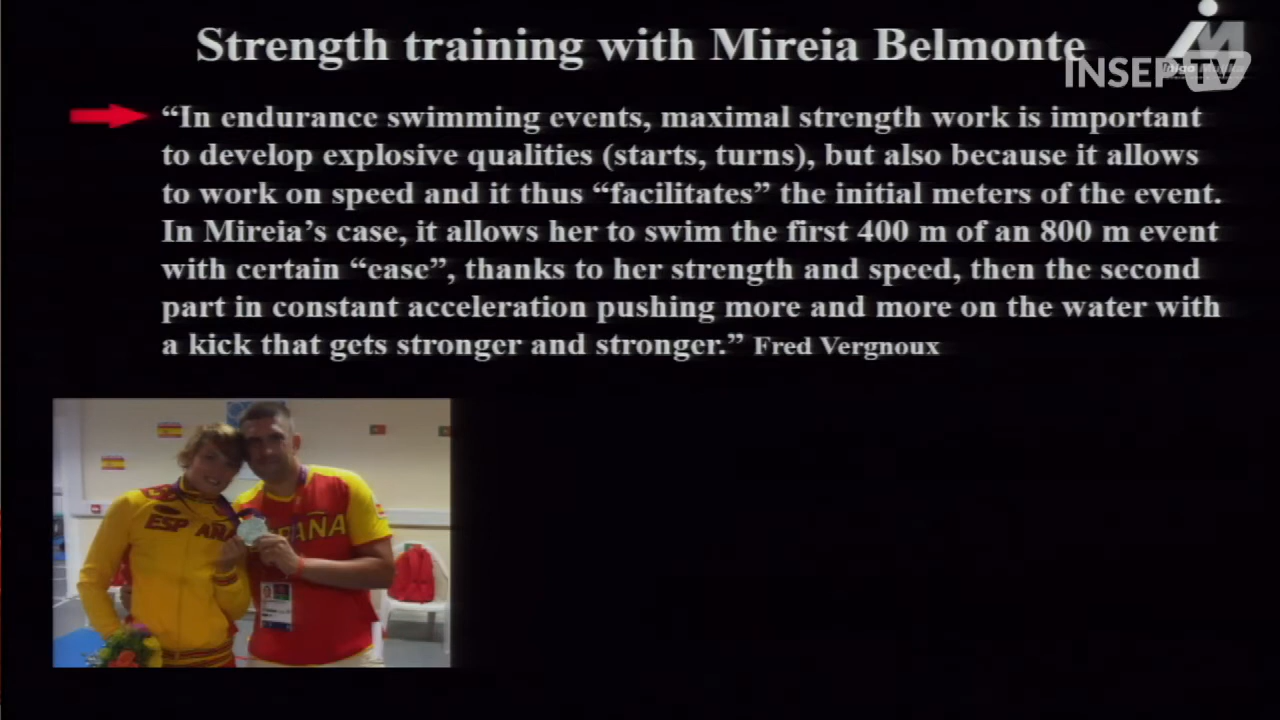 Strength training with Mireia Belmonte
INSEP TV
Iñigo Mujika
“In endurance swimming events, maximal strength work is important
to develop explosive qualities (starts, turns), but also because it allows
to work on speed and it thus “facilitates” the initial meters of the event.
In Mireia’s case, it allows her to swim the first 400 m of an 800 m event
with certain “ease”, thanks to her strength and speed, then the second
part in constant acceleration pushing more and more on the water with
a kick that gets stronger and stronger.” Fred Vergnoux